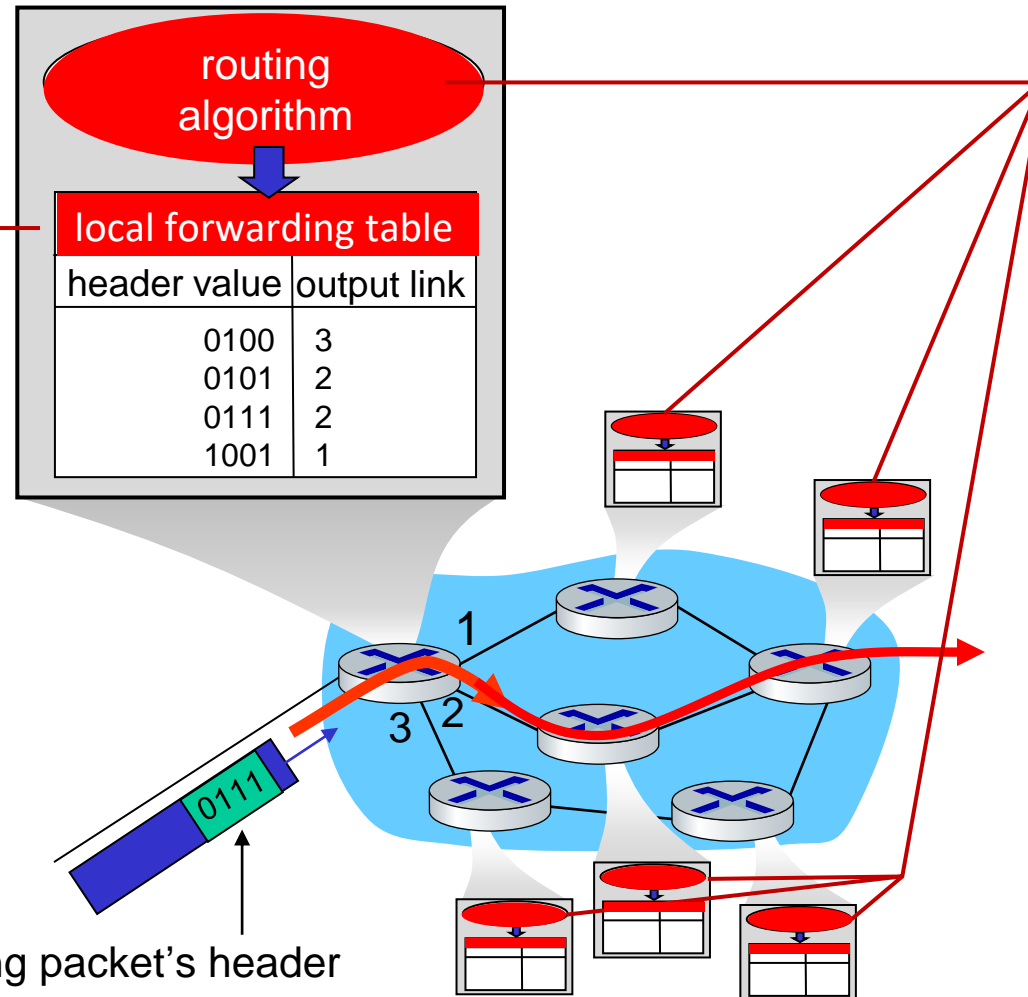 routing
algorithm
local forwarding table
header value output link
0100 3
0101 2
0111 2
1001 1
1
2
3
0111
ng packet's header